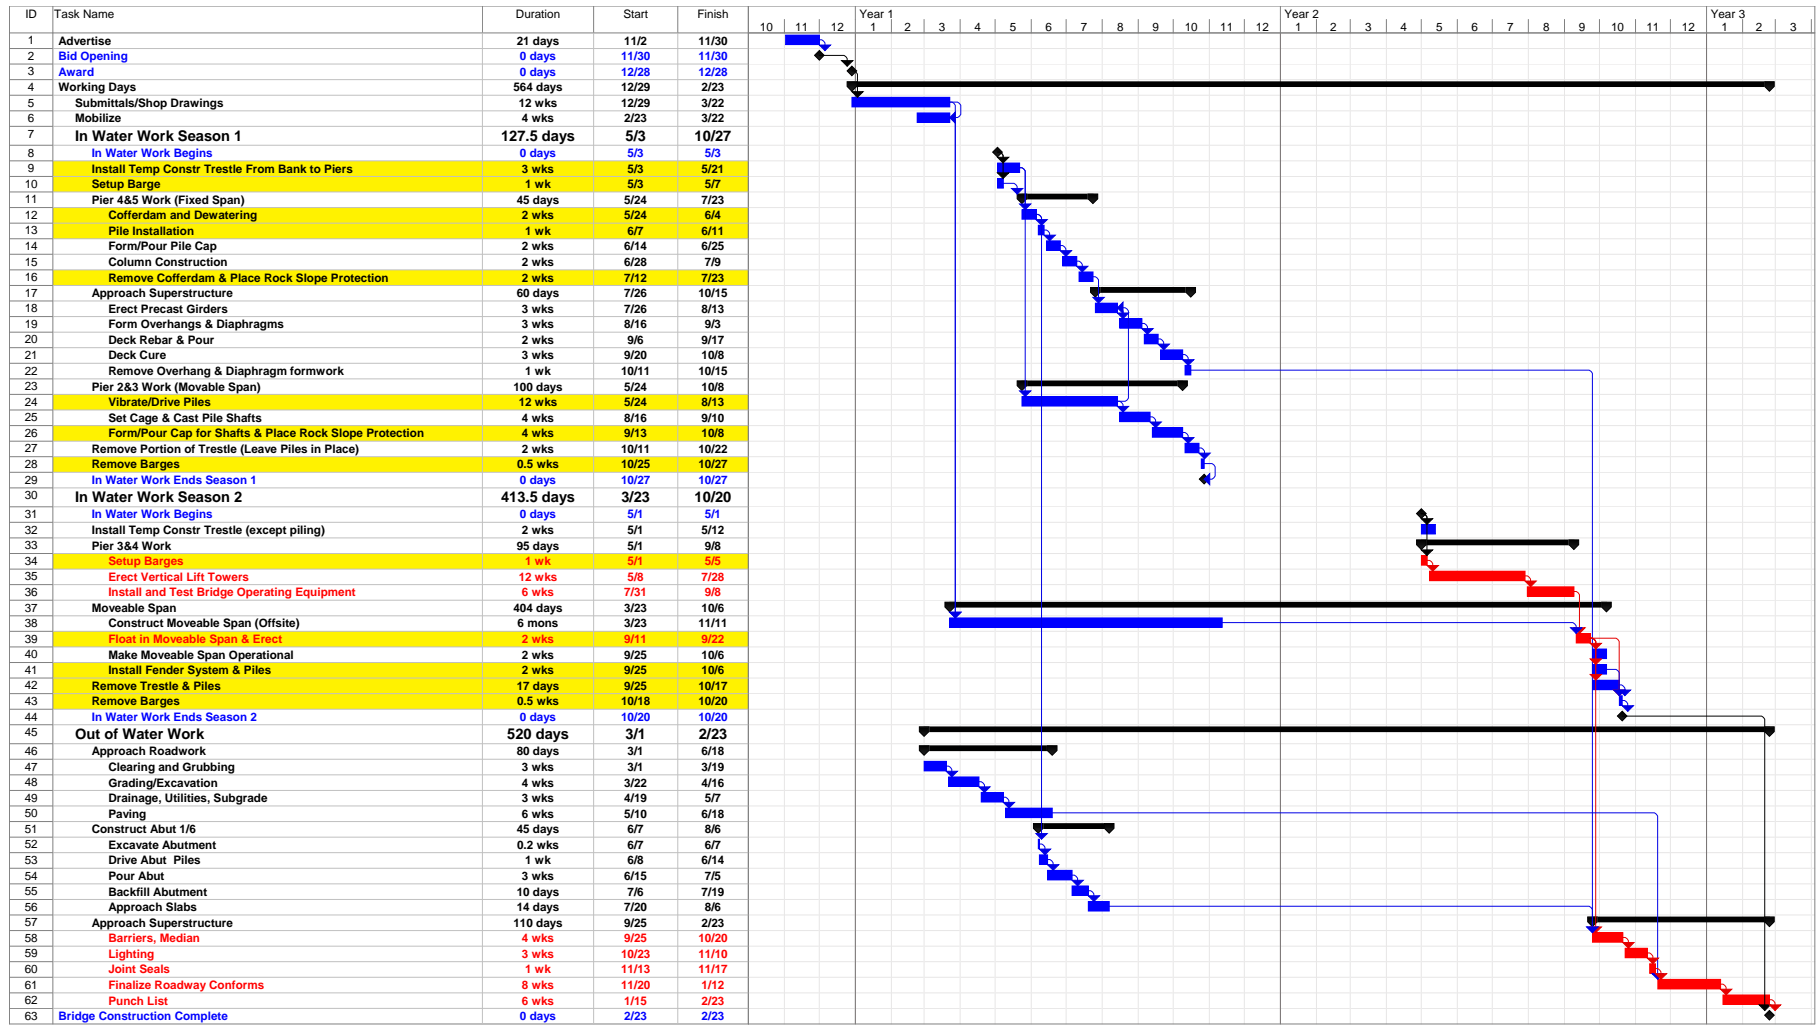 ID Task Name Duration Start Finish
Year 1 Year 2 Year 3
10 11 12 1 2 3 4 5 6 7 8 9 10 11 12 1 2 3 4 5 6 7 8 9 10 11 12 1 2 3
1 Advertise 21 days 11/2 11/30
2 Bid Opening 0 days 11/30 11/30
3 Award 0 days 12/28 12/28
4 Working Days 564 days 12/29 2/23
5 Submittals/Shop Drawings 12 wks 12/29 3/22
6 Mobilize 4 wks 2/23 3/22
7 In Water Work Season 1 127.5 days 5/3 10/27
8 In Water Work Begins 0 days 5/3 5/3
9 Install Temp Constr Trestle From Bank to Piers 3 wks 5/3 5/21
10 Setup Barge 1 wk 5/3 5/7
11 Pier 4&5 Work (Fixed Span) 45 days 5/24 7/23
12 Cofferdam and Dewatering 2 wks 5/24 6/4
13 Pile Installation 1 wk 6/7 6/11
14 Form/Pour Pile Cap 2 wks 6/14 6/25
15 Column Construction 2 wks 6/28 7/9
16 Remove Cofferdam & Place Rock Slope Protection 2 wks 7/12 7/23
17 Approach Superstructure 60 days 7/26 10/15
18 Erect Precast Girders 3 wks 7/26 8/13
19 Form Overhangs & Diaphragms 3 wks 8/16 9/3
20 Deck Rebar & Pour 2 wks 9/6 9/17
21 Deck Cure 3 wks 9/20 10/8
22 Remove Overhang & Diaphragm formwork 1 wk 10/11 10/15
23 Pier 2&3 Work (Movable Span) 100 days 5/24 10/8
24 Vibrate/Drive Piles 12 wks 5/24 8/13
25 Set Cage & Cast Pile Shafts 4 wks 8/16 9/10
26 Form/Pour Cap for Shafts & Place Rock Slope Protection 4 wks 9/13 10/8
27 Remove Portion of Trestle (Leave Piles in Place) 2 wks 10/11 10/22
28 Remove Barges 0.5 wks 10/25 10/27
29 In Water Work Ends Season 1 0 days 10/27 10/27
30 In Water Work Season 2 413.5 days 3/23 10/20
31 In Water Work Begins 0 days 5/1 5/1
32 Install Temp Constr Trestle (except piling) 2 wks 5/1 5/12
33 Pier 3&4 Work 95 days 5/1 9/8
34 Setup Barges 1 wk 5/1 5/5
35 Erect Vertical Lift Towers 12 wks 5/8 7/28
36 Install and Test Bridge Operating Equipment 6 wks 7/31 9/8
37 Moveable Span 404 days 3/23 10/6
38 Construct Moveable Span (Offsite) 6 mons 3/23 11/11
39 Float in Moveable Span & Erect 2 wks 9/11 9/22
40 Make Moveable Span Operational 2 wks 9/25 10/6
41 Install Fender System & Piles 2 wks 9/25 10/6
42 Remove Trestle & Piles 17 days 9/25 10/17
43 Remove Barges 0.5 wks 10/18 10/20
44 In Water Work Ends Season 2 0 days 10/20 10/20
45 Out of Water Work 520 days 3/1 2/23
46 Approach Roadwork 80 days 3/1 6/18
47 Clearing and Grubbing 3 wks 3/1 3/19
48 Grading/Excavation 4 wks 3/22 4/16
49 Drainage, Utilities, Subgrade 3 wks 4/19 5/7
50 Paving 6 wks 5/10 6/18
51 Construct Abut 1/6 45 days 6/7 8/6
52 Excavate Abutment 0.2 wks 6/7 6/7
53 Drive Abut Piles 1 wk 6/8 6/14
54 Pour Abut 3 wks 6/15 7/5
55 Backfill Abutment 10 days 7/6 7/19
56 Approach Slabs 14 days 7/20 8/6
57 Approach Superstructure 110 days 9/25 2/23
58 Barriers, Median 4 wks 9/25 10/20
59 Lighting 3 wks 10/23 11/10
60 Joint Seals 1 wk 11/13 11/17
61 Finalize Roadway Conforms 8 wks 11/20 1/12
62 Punch List 6 wks 1/15 2/23
63 Bridge Construction Complete 0 days 2/23 2/23